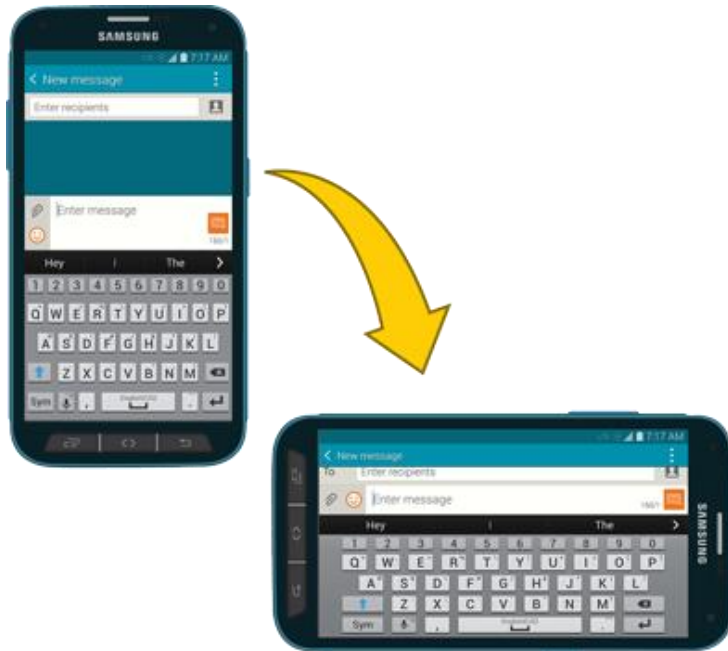 SAMSUNG
7:17 AM
New message
Enter recipients
Enter message
160/1
Hey I The
1 2 3 4 5 6 7 8 9 0
Q W E R T Y U I O P
A S D F G H J K L
Z X C V B N M
Sym , .
7:17 AM
New message
To Enter recipients
Enter message
160/1
Hey I The
1 2 3 4 5 6 7 8 9 0
Q W E R T Y U I O P
A S D F G H J K L
Z X C V B N M
Sym , .
SAMSUNG